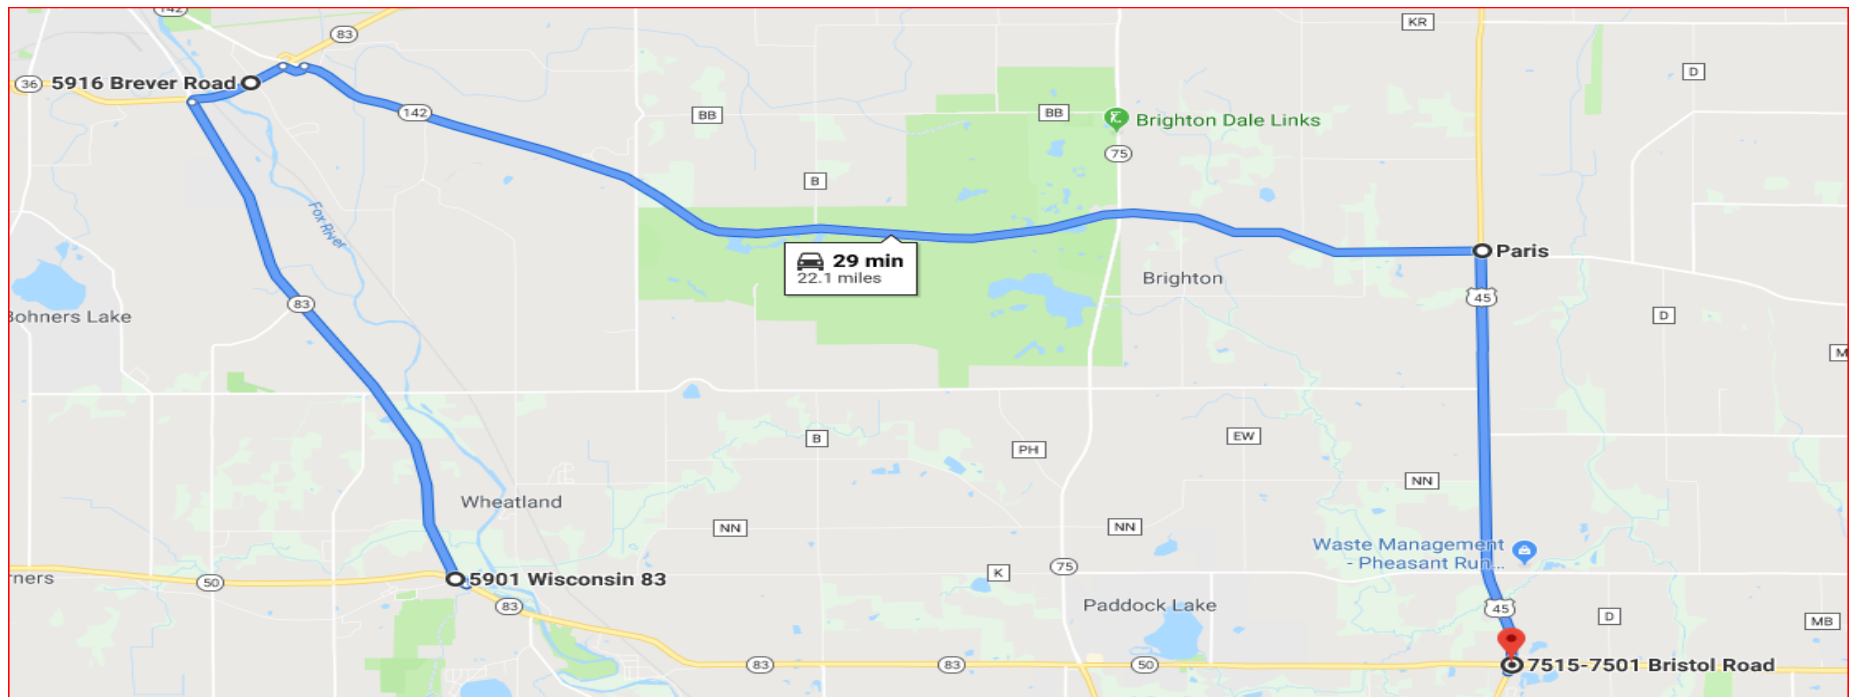 142
83
KR
36
5916 Brever Road
D
142
BB
BB
Brighton Dale Links
75
B
Fox River
29 min
22.1 miles
Paris
Brighton
45
83
Bohners Lake
D
M
B
EW
PH
NN
Wheatland
NN
NN
Waste Management
- Pheasant Run...
75
K
rners
50
5901 Wisconsin 83
83
Paddock Lake
45
D
MB
83
83
50
7515-7501 Bristol Road